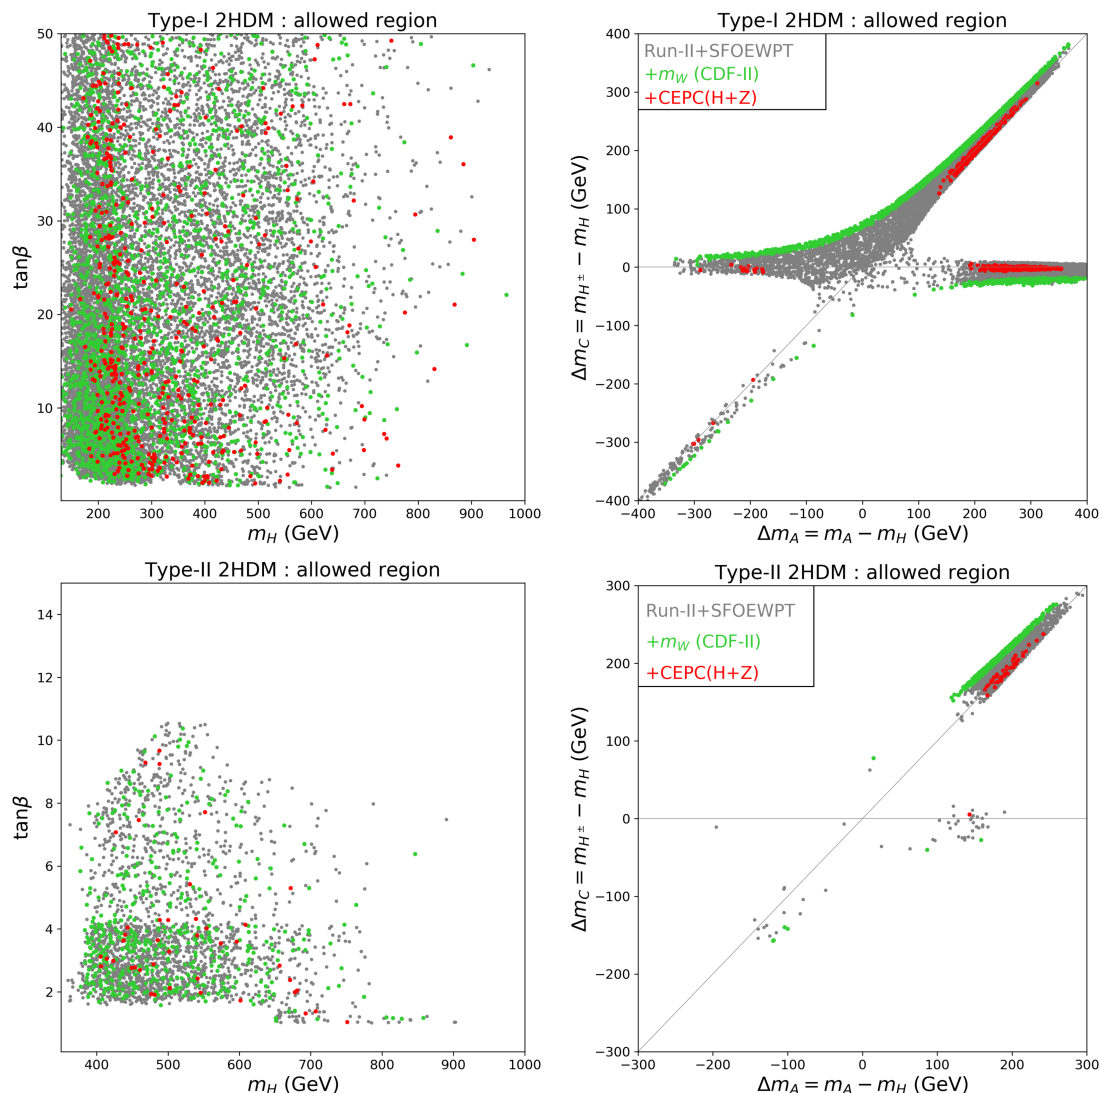 Type-I 2HDM : allowed region
50
40
30
20
10
tanβ
200 300 400 500 600 700 800 900 1000
m_H (GeV)
Type-I 2HDM : allowed region
Run-II+SFOEWPT
+m_W (CDF-II)
+CEPC(H+Z)
400
300
200
100
0
−100
−200
−300
−400
Δm_C = m_{H^±} − m_H (GeV)
−400 −300 −200 −100 0 100 200 300 400
Δm_A = m_A − m_H (GeV)
Type-II 2HDM : allowed region
14
12
10
8
6
4
2
tanβ
400 500 600 700 800 900 1000
m_H (GeV)
Type-II 2HDM : allowed region
Run-II+SFOEWPT
+m_W (CDF-II)
+CEPC(H+Z)
300
200
100
0
−100
−200
−300
Δm_C = m_{H^±} − m_H (GeV)
−300 −200 −100 0 100 200 300
Δm_A = m_A − m_H (GeV)